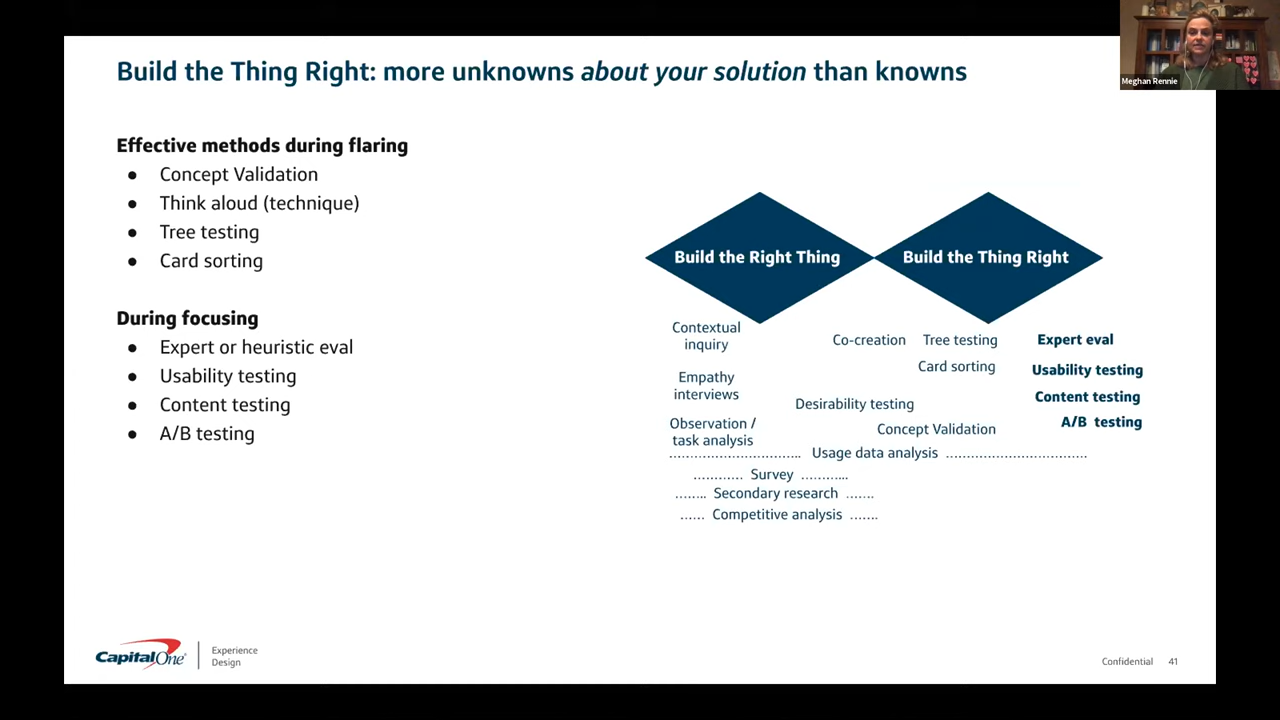 Build the Thing Right: more unknowns about your solution than knowns
Meghan Rennie
Effective methods during flaring
● Concept Validation
● Think aloud (technique)
● Tree testing
● Card sorting
During focusing
● Expert or heuristic eval
● Usability testing
● Content testing
● A/B testing
Build the Right Thing
Build the Thing Right
Contextual
inquiry
Empathy
interviews
Observation /
task analysis
Co-creation
Tree testing
Card sorting
Desirability testing
Concept Validation
Expert eval
Usability testing
Content testing
A/B testing
............................... Usage data analysis ...................................
............ Survey ............
........ Secondary research .......
...... Competitive analysis .......
Capital One
Experience
Design
Confidential 41